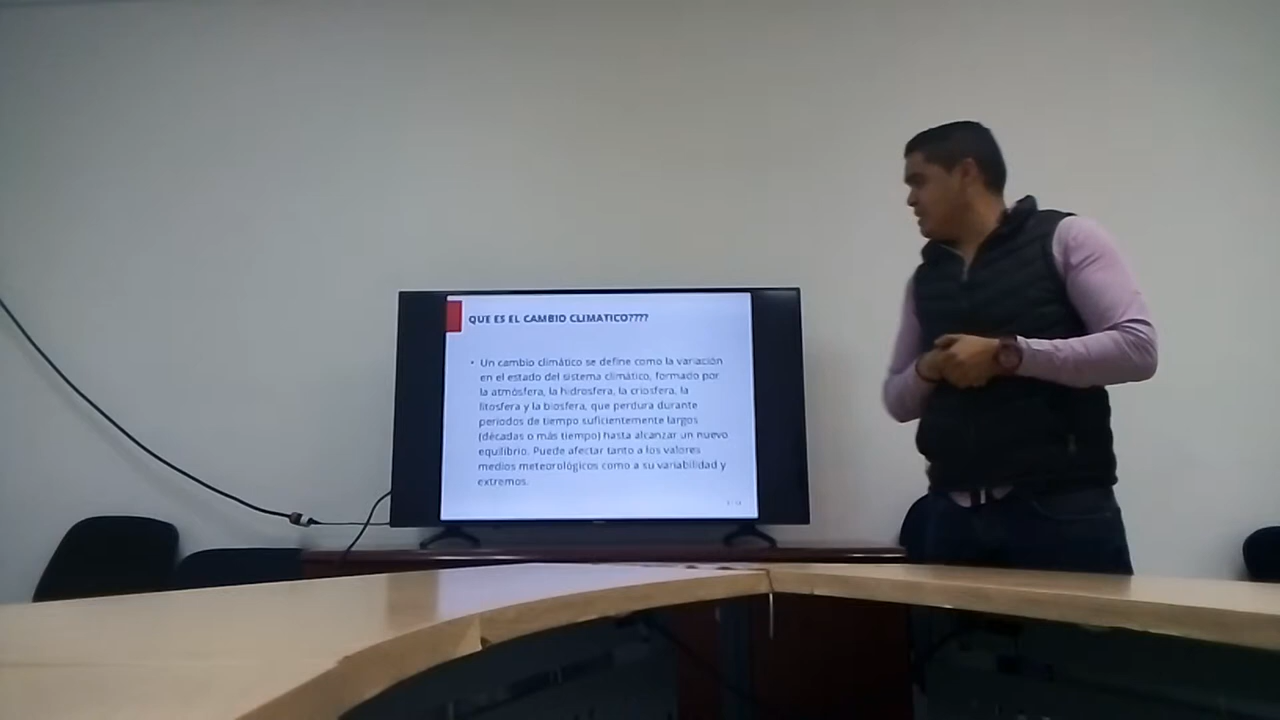 QUE ES EL CAMBIO CLIMATICO????
• Un cambio climático se define como la variación
en el estado del sistema climático, formado por
la atmósfera, la hidrosfera, la criosfera, la
litosfera y la biosfera, que perdura durante
periodos de tiempo suficientemente largos
(décadas o más tiempo) hasta alcanzar un nuevo
equilibrio. Puede afectar tanto a los valores
medios meteorológicos como a su variabilidad y
extremos.